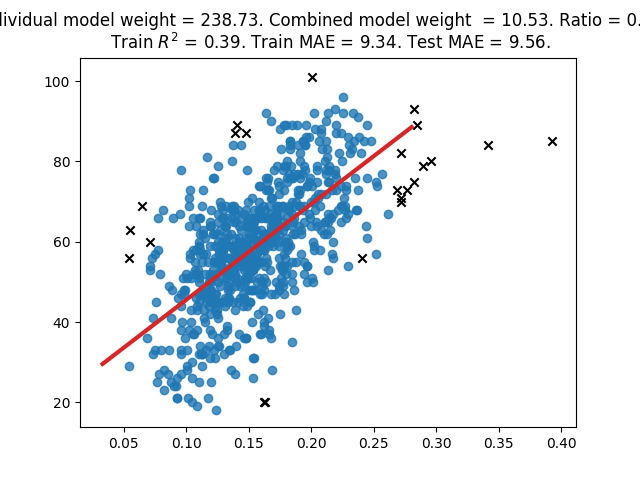 dividual model weight = 238.73. Combined model weight = 10.53. Ratio = 0.
Train R² = 0.39. Train MAE = 9.34. Test MAE = 9.56.
100
80
60
40
20
0.05 0.10 0.15 0.20 0.25 0.30 0.35 0.40